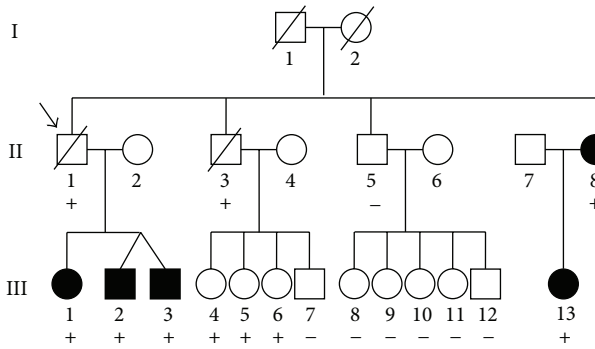 I
1 2
II
1 2 3 4 5 6 7 8
+ + − +
III
1 2 3 4 5 6 7 8 9 10 11 12 13
+ + + + + + − − − − − − +